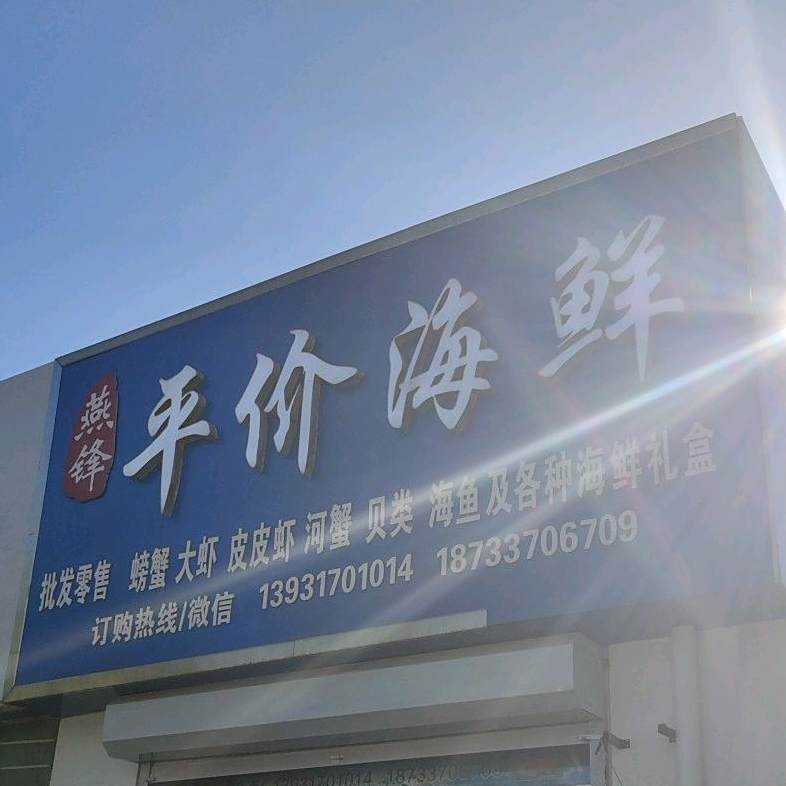 燕锋
平价海鲜
批发零售 螃蟹 大虾 皮皮虾 河蟹 贝类 海鱼及各种海鲜礼盒
订购热线/微信 13931701014 18733706709
13931701014